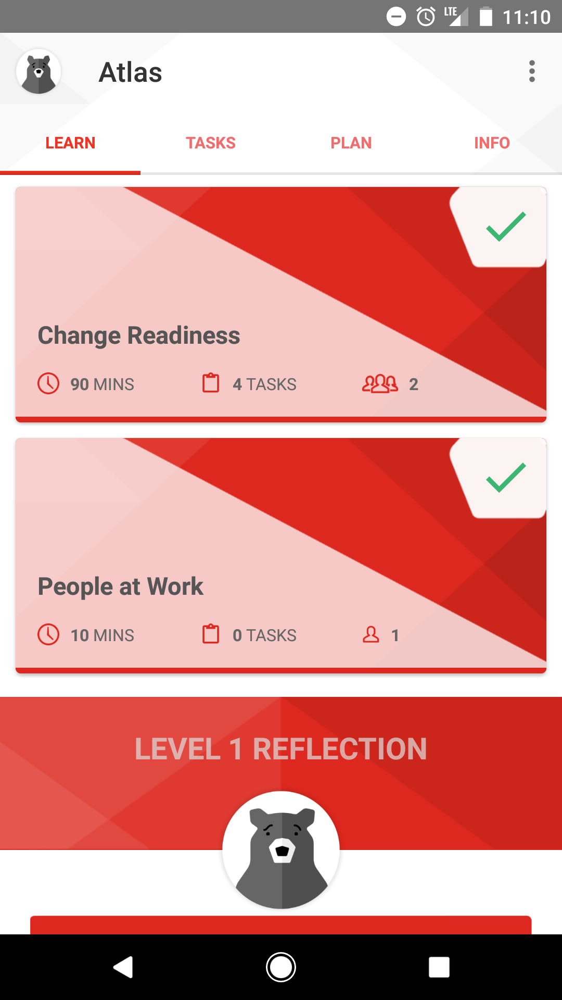 LTE 11:10
Atlas
LEARN TASKS PLAN INFO
Change Readiness
90 MINS 4 TASKS 2
People at Work
10 MINS 0 TASKS 1
LEVEL 1 REFLECTION